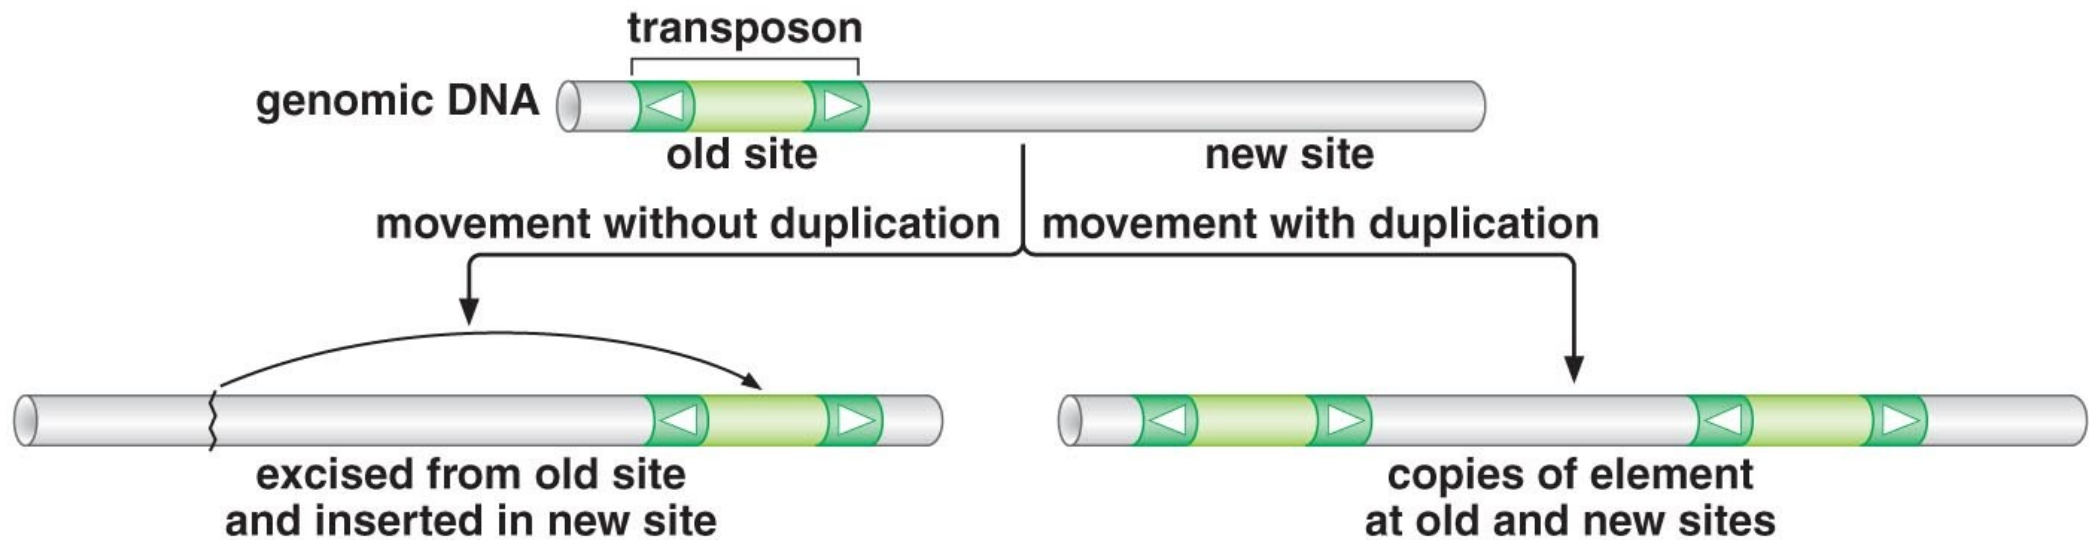 transposon
genomic DNA
old site
new site
movement without duplication
movement with duplication
excised from old site
and inserted in new site
copies of element
at old and new sites